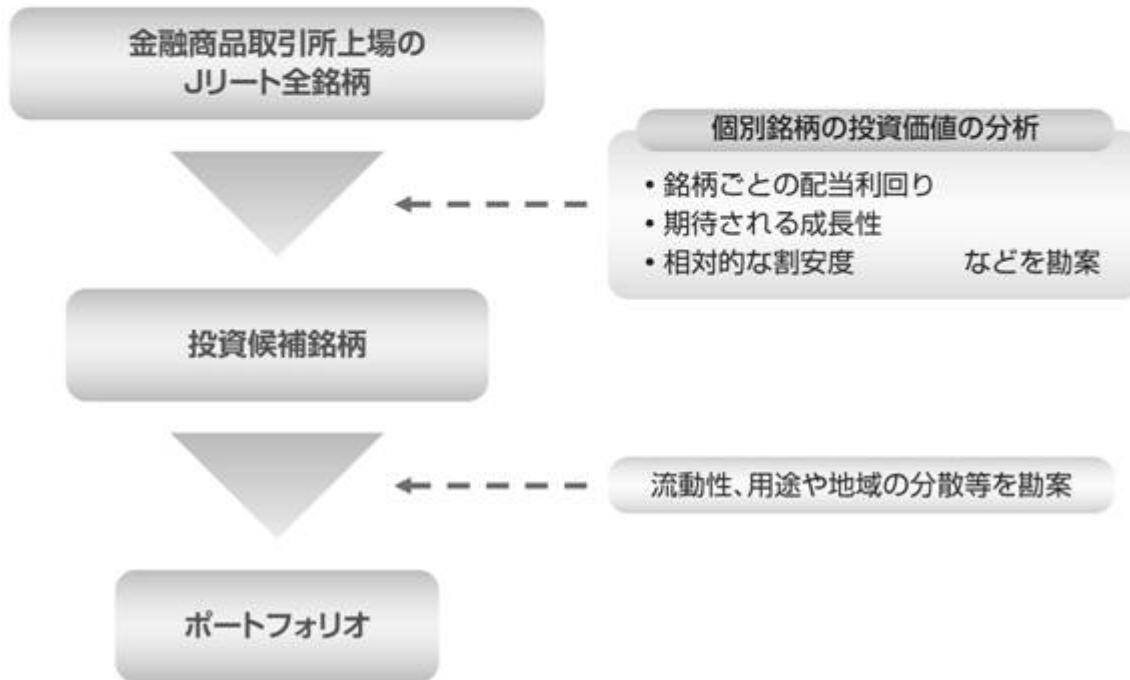 金融商品取引所上場の
Jリート全銘柄
個別銘柄の投資価値の分析
・銘柄ごとの配当利回り
・期待される成長性
・相対的な割安度 などを勘案
投資候補銘柄
流動性、用途や地域の分散等を勘案
ポートフォリオ